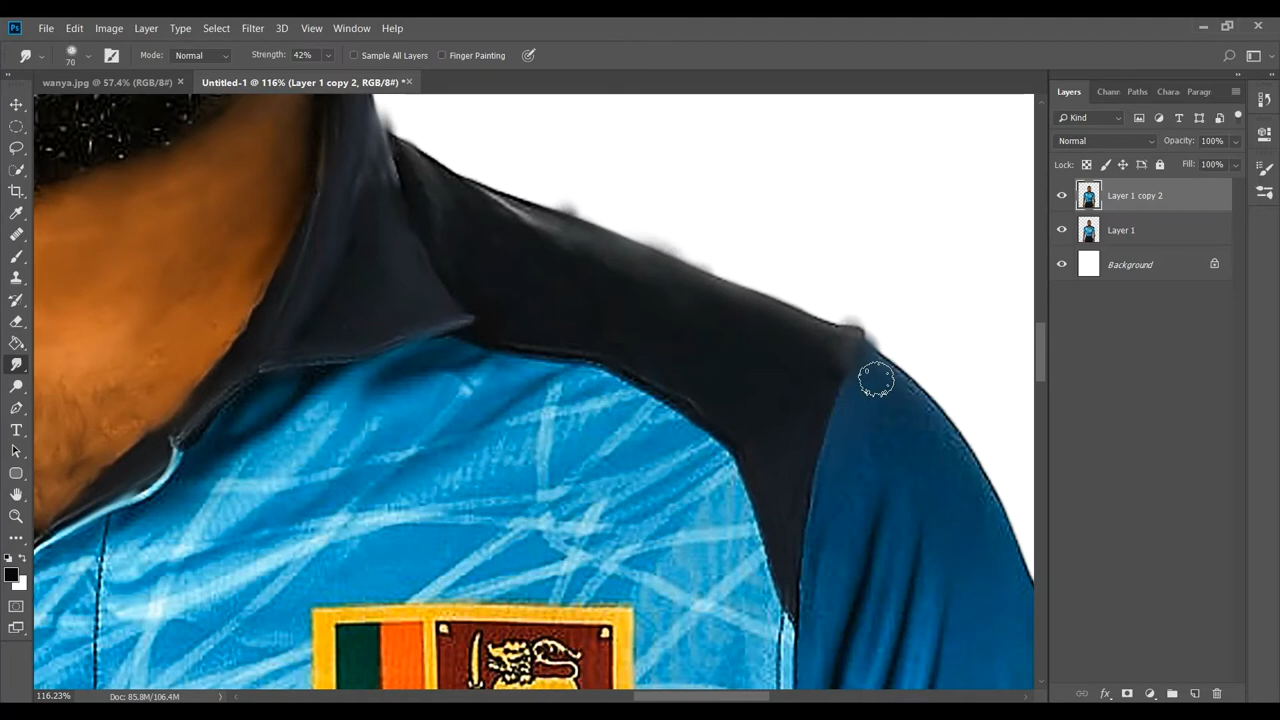 Ps File Edit Image Layer Type Select Filter 3D View Window Help
70 Mode: Normal Strength: 42% Sample All Layers Finger Painting
wanya.jpg @ 57.4% (RGB/8#) × Untitled-1 @ 116% (Layer 1 copy 2, RGB/8#) * ×
Layers Chann Paths Chara Paragr
Kind
Normal Opacity: 100%
Lock: Fill: 100%
Layer 1 copy 2
Layer 1
Background
116.23% Doc: 85.8M/106.4M